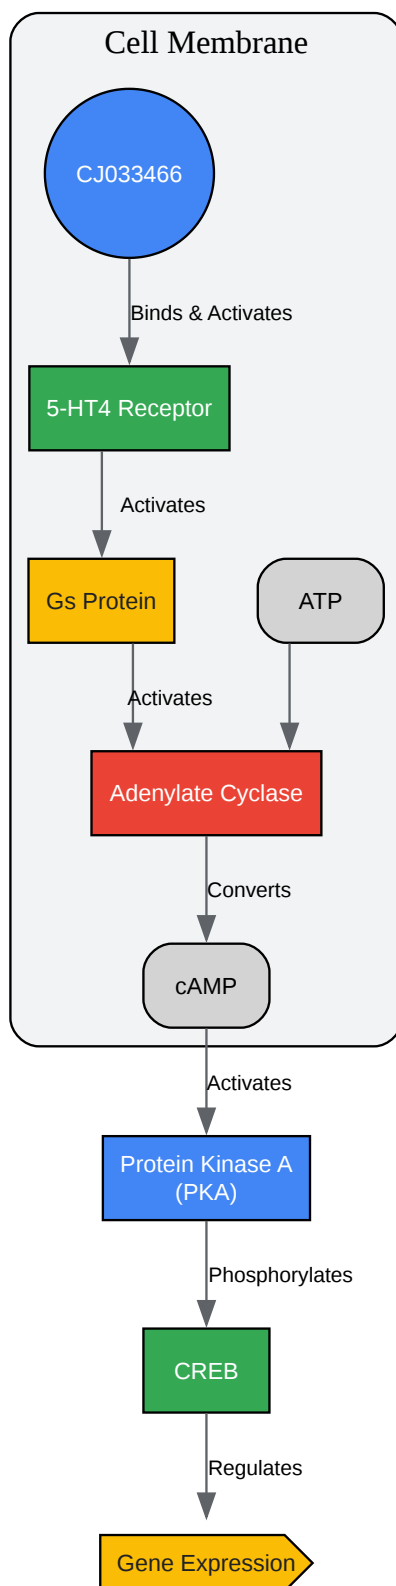 Cell Membrane
CJ033466
Binds & Activates
5-HT4 Receptor
Activates
Gs Protein
ATP
Activates
Adenylate Cyclase
Converts
cAMP
Activates
Protein Kinase A
(PKA)
Phosphorylates
CREB
Regulates
Gene Expression